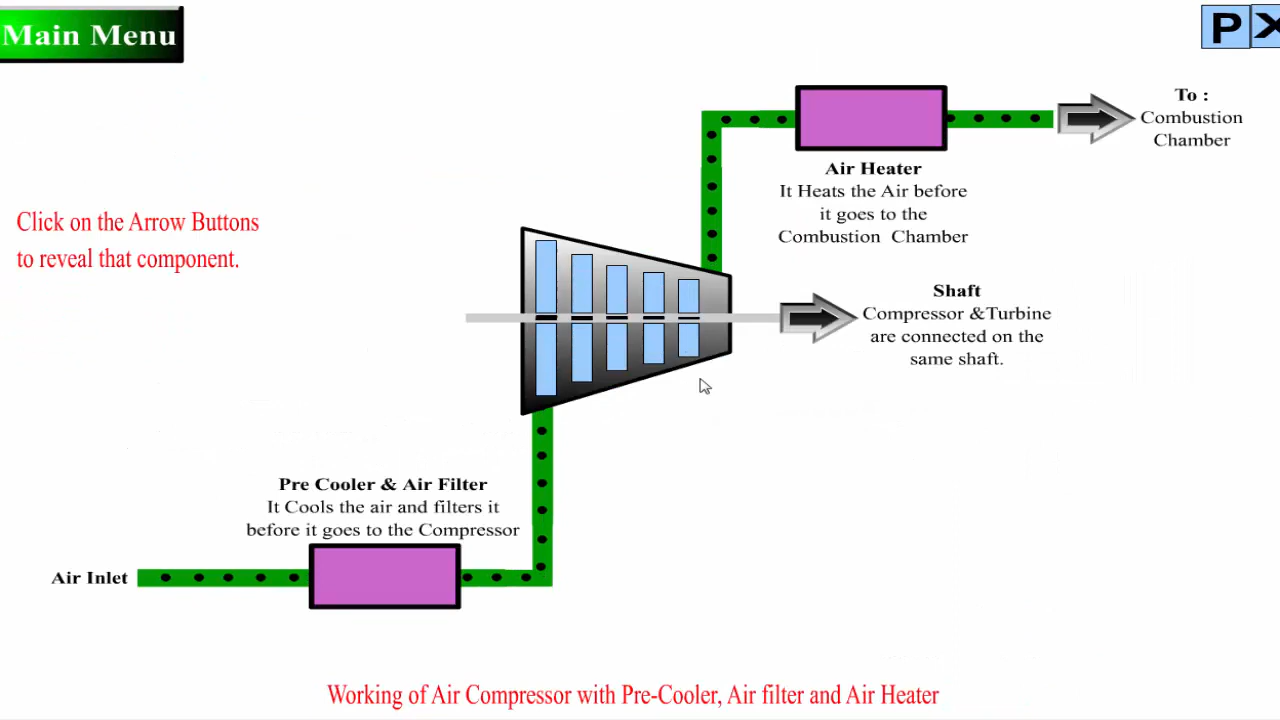 Main Menu
P X
To :
Combustion
Chamber
Air Heater
It Heats the Air before
it goes to the
Combustion Chamber
Click on the Arrow Buttons
to reveal that component.
Shaft
Compressor &Turbine
are connected on the
same shaft.
Pre Cooler & Air Filter
It Cools the air and filters it
before it goes to the Compressor
Air Inlet
Working of Air Compressor with Pre-Cooler, Air filter and Air Heater